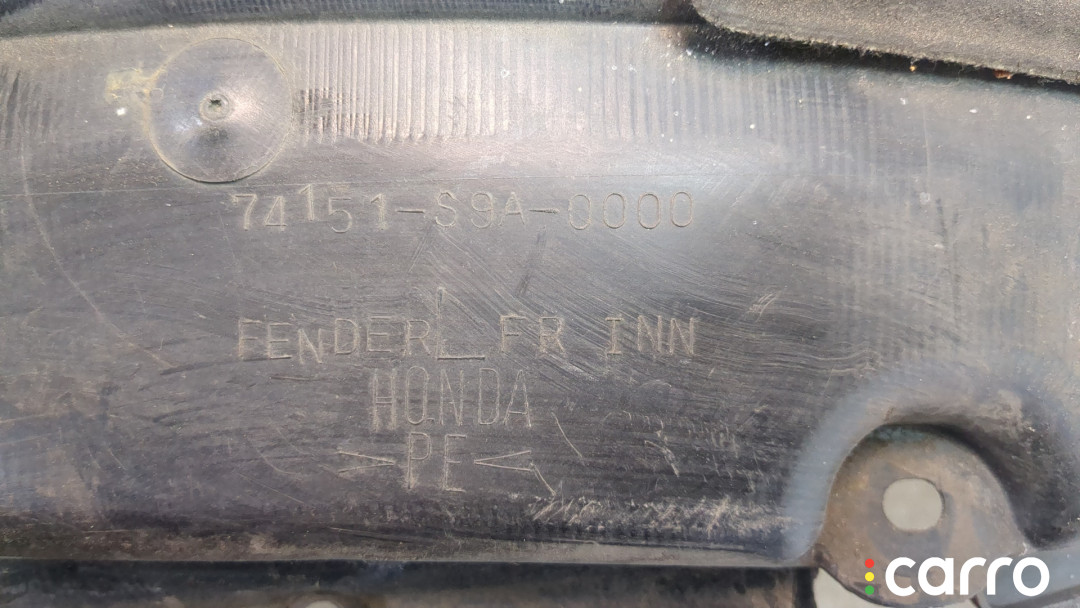 74151-S9A-0000
FENDER L FR INN
HONDA
>PE<
carro